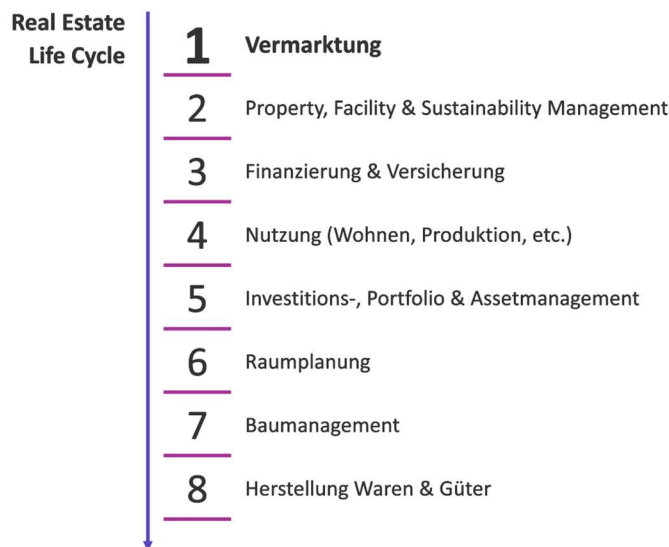 Real Estate
Life Cycle
1 Vermarktung
2 Property, Facility & Sustainability Management
3 Finanzierung & Versicherung
4 Nutzung (Wohnen, Produktion, etc.)
5 Investitions-, Portfolio & Assetmanagement
6 Raumplanung
7 Baumanagement
8 Herstellung Waren & Güter